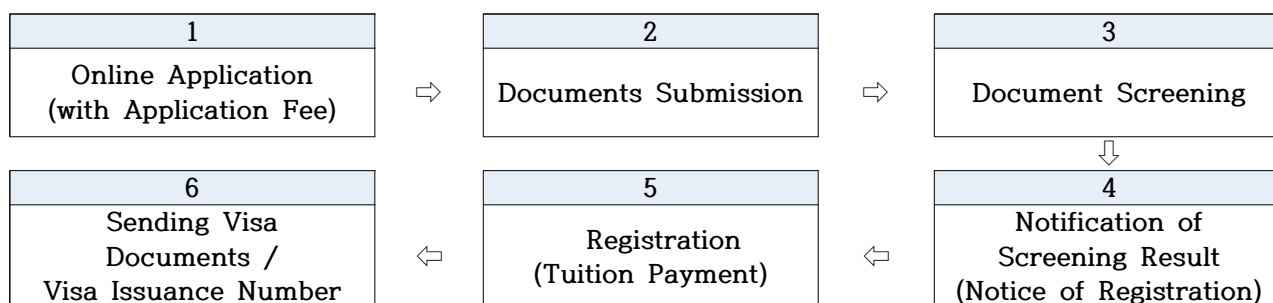 1
Online Application
(with Application Fee)
⇨
2
Documents Submission
⇨
3
Document Screening
⇩
4
Notification of
Screening Result
(Notice of Registration)
⇦
5
Registration
(Tuition Payment)
⇦
6
Sending Visa
Documents /
Visa Issuance Number